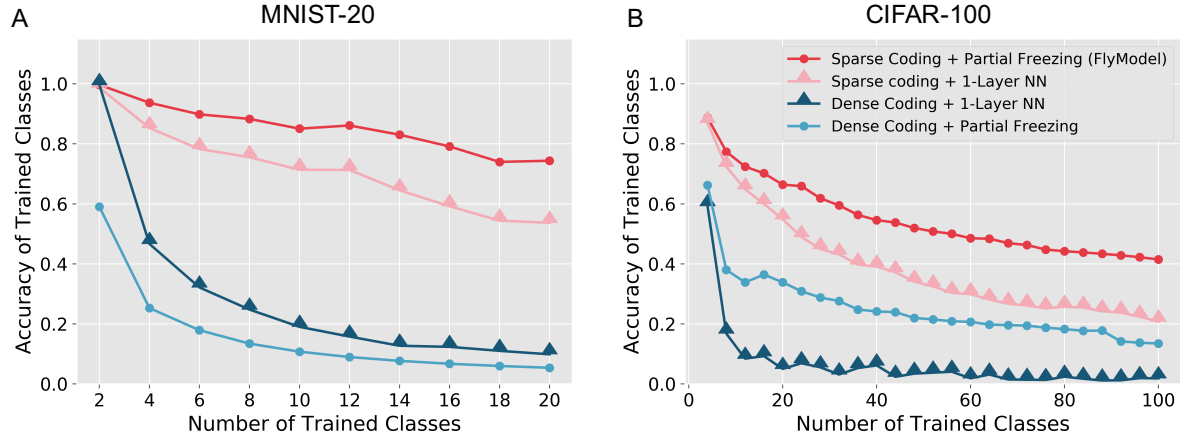 A
MNIST-20
Accuracy of Trained Classes
1.0
0.8
0.6
0.4
0.2
0.0
2 4 6 8 10 12 14 16 18 20
Number of Trained Classes
B
CIFAR-100
Sparse Coding + Partial Freezing (FlyModel)
Sparse coding + 1-Layer NN
Dense Coding + 1-Layer NN
Dense Coding + Partial Freezing
Accuracy of Trained Classes
1.0
0.8
0.6
0.4
0.2
0.0
0 20 40 60 80 100
Number of Trained Classes